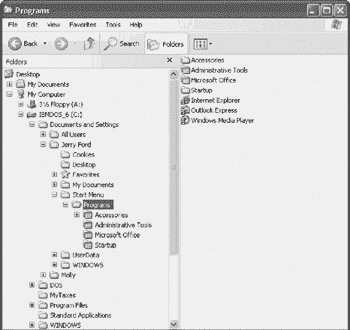 Programs
File Edit View Favorites Tools Help
Back Search Folders
Folders
Desktop
My Documents
My Computer
3½ Floppy (A:)
IBMDOS_6 (C:)
Documents and Settings
All Users
Jerry Ford
Cookies
Desktop
Favorites
My Documents
Start Menu
Programs
Accessories
Administrative Tools
Microsoft Office
Startup
UserData
WINDOWS
Molly
DOS
MyTaxes
Program Files
Standard Applications
WINDOWS
Accessories
Administrative Tools
Microsoft Office
Startup
Internet Explorer
Outlook Express
Windows Media Player